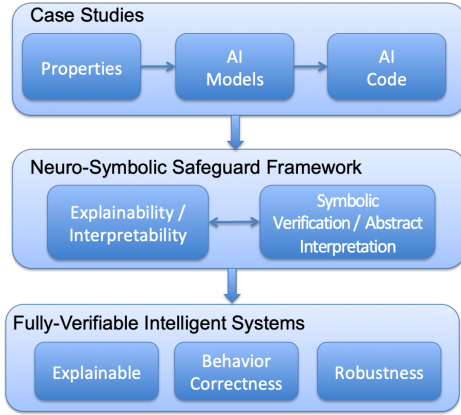 Case Studies
Properties
AI
Models
AI
Code
Neuro-Symbolic Safeguard Framework
Explainability /
Interpretability
Symbolic
Verification / Abstract
Interpretation
Fully-Verifiable Intelligent Systems
Explainable
Behavior
Correctness
Robustness